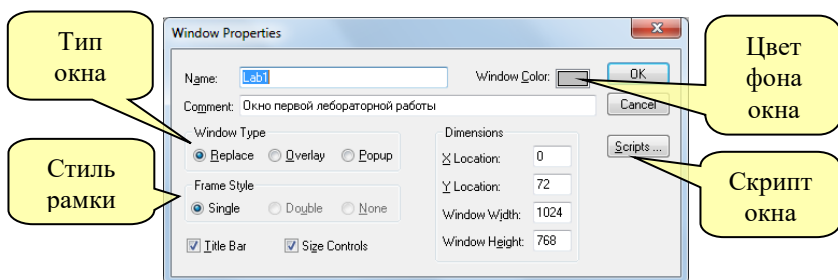 Тип
окна
Window Properties
Цвет
фона
окна
Name: Lab1
Window Color:
OK
Comment: Окно первой леборатоной работы
Cancel
Window Type
Replace Overlay Popup
Dimensions
X Location: 0
Scripts ...
Стиль
рамки
Frame Style
Single Double None
Y Location: 72
Window Width: 1024
Скрипт
окна
Title Bar Size Controls
Window Height: 768